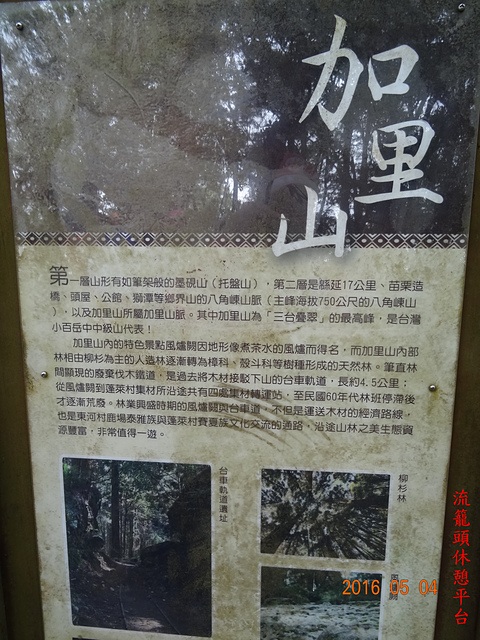 加里山
第一層山形有如筆架般的墨硯山（托盤山），第二層是綿延17公里、苗栗造
橋、頭屋、公館、獅潭等鄉界山的八角崠山脈（主峰海拔750公尺的八角崠山
），以及加里山所屬加里山脈。其中加里山為「三台疊翠」的最高峰，是台灣
小百岳中中級山代表！
加里山內的特色景點風爐闕因地形像煮茶水的風爐而得名，而加里山內部
林相由柳杉為主的人造林逐漸轉為樟科、殼斗科等樹種形成的天然林。筆直林
間顯現的廢棄伐木鐵道，是過去將木材接駁下山的台車軌道，長約4.5公里；
從風爐闕到蓬萊村集材所沿途共有四處集材轉運站，至民國60年代林班停滯後
才逐漸荒廢。林業興盛時期的風爐闕與台車道，不但是運送木材的經濟路線，
也是東河村鹿場泰雅族與蓬萊村賽夏族文化交流的通路，沿途山林之美生態資
源豐富，非常值得一遊。
台車軌道遺址
柳杉林
流籠頭休憩平台
2016 05 04